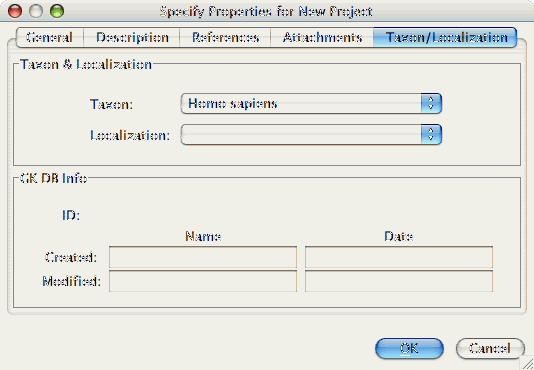 Specify Properties for New Project
General Description References Attachments Taxon/Localization
Taxon & Localization
Taxon: Homo sapiens
Localization:
GK DB Info
ID:
Name Date
Created:
Modified:
OK Cancel